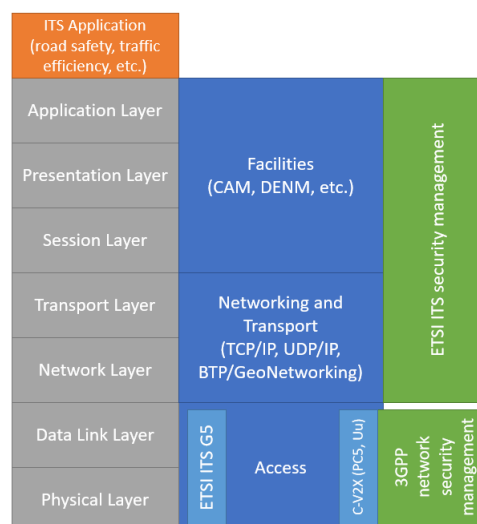 ITS Application
(road safety, traffic
efficiency, etc.)
Application Layer
Presentation Layer
Session Layer
Transport Layer
Network Layer
Data Link Layer
Physical Layer
Facilities
(CAM, DENM, etc.)
Networking and
Transport
(TCP/IP, UDP/IP,
BTP/GeoNetworking)
ETSI ITS G5
Access
C-V2X (PC5, Uu)
ETSI ITS security management
3GPP
network
security
management